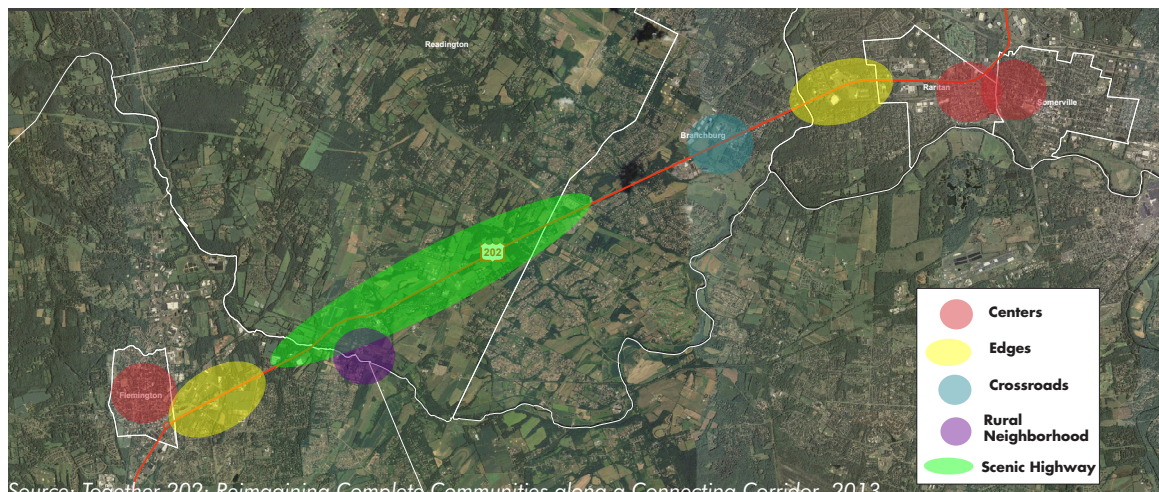 Readington
Raritan
Somerville
Branchburg
202
Flemington
Centers
Edges
Crossroads
Rural
Neighborhood
Scenic Highway
Source: Together 202: Reimagining Complete Communities along a Connecting Corridor, 2013